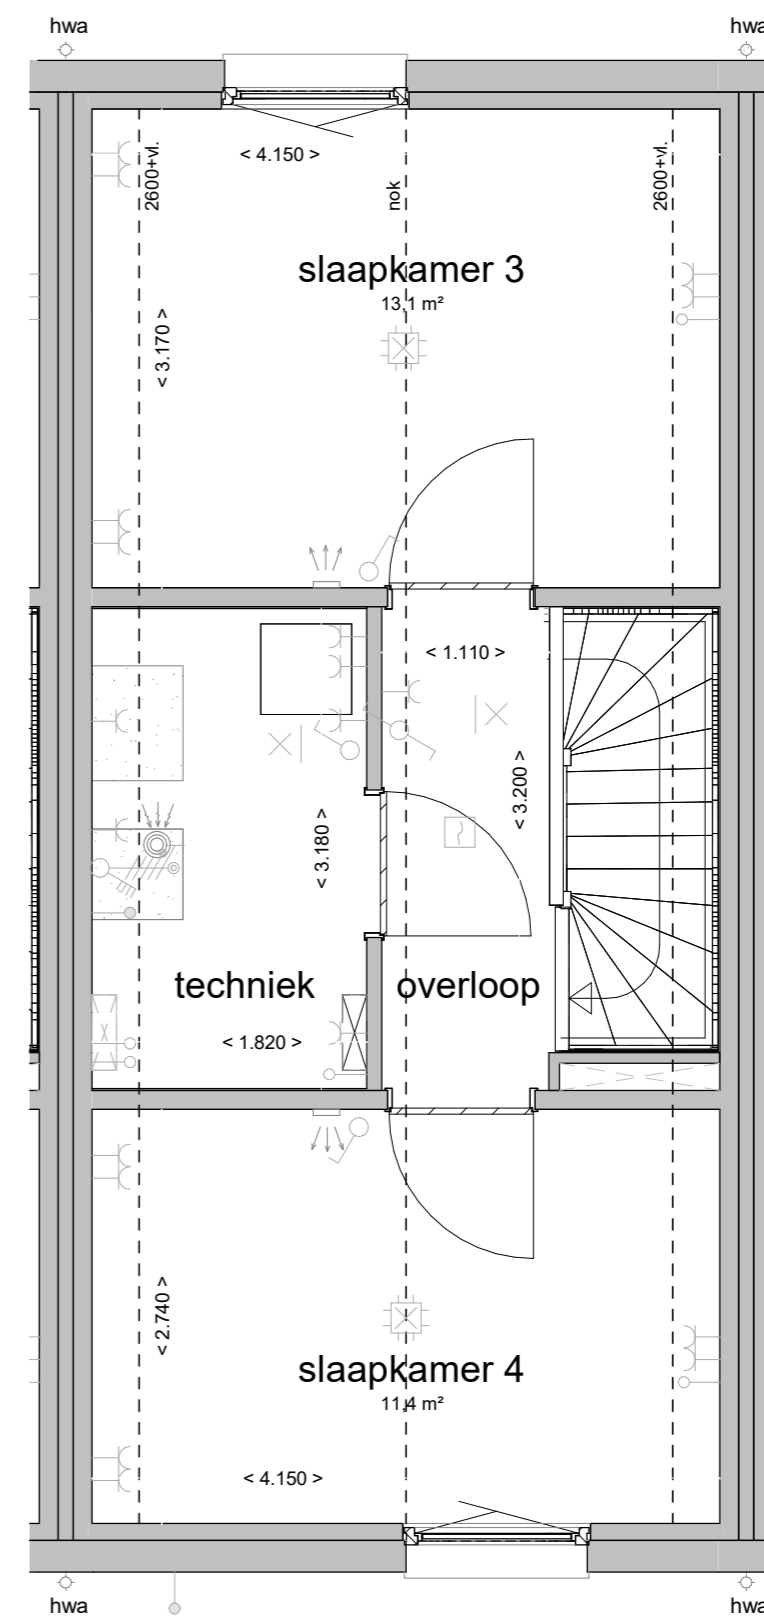 hwa
hwa
< 4.150 >
2600+vl.
nok
2600+vl.
slaapkamer 3
13,1 m²
< 3.170 >
< 1.110 >
< 3.200 >
< 3.180 >
techniek
overloop
< 1.820 >
< 2.740 >
slaapkamer 4
11,4 m²
< 4.150 >
hwa
hwa